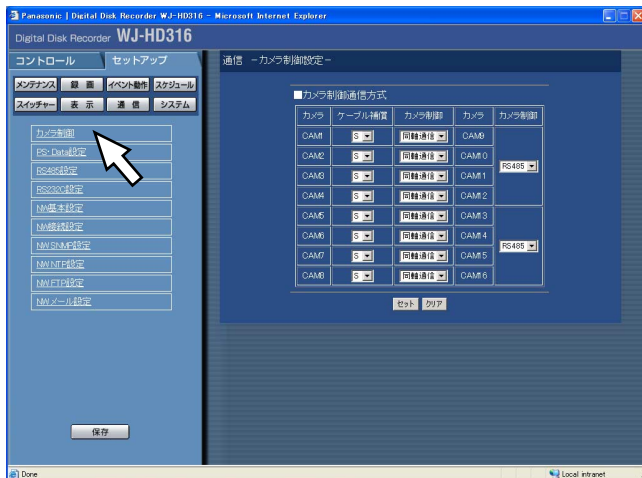 Panasonic | Digital Disk Recorder WJ-HD316 - Microsoft Internet Explorer
Digital Disk Recorder WJ-HD316
コントロール セットアップ
メンテナンス 録 画 イベント動作 スケジュール
スイッチャー 表 示 通 信 システム
カメラ制御
PS･Data設定
RS485設定
RS232C設定
NW基本設定
NW接続設定
NW SNMP設定
NW NTP設定
NW FTP設定
NW メール設定
保存
通信 －カメラ制御設定－
■カメラ制御通信方式
カメラ ケーブル補償 カメラ制御 カメラ カメラ制御
CAM1 S 同軸通信 CAM9 RS485
CAM2 S 同軸通信 CAM10
CAM3 S 同軸通信 CAM11
CAM4 S 同軸通信 CAM12
CAM5 S 同軸通信 CAM13 RS485
CAM6 S 同軸通信 CAM14
CAM7 S 同軸通信 CAM15
CAM8 S 同軸通信 CAM16
セット クリア
Done Local intranet